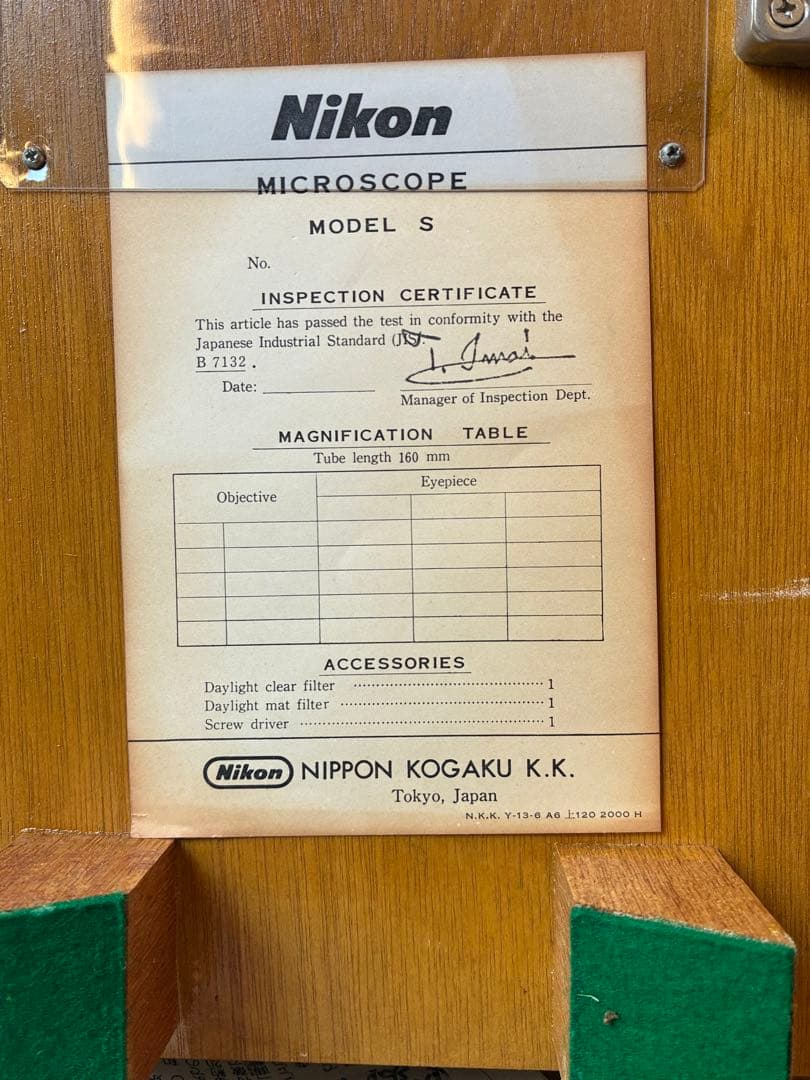 Nikon
MICROSCOPE
MODEL S
No.
INSPECTION CERTIFICATE
This article has passed the test in conformity with the
Japanese Industrial Standard
B 7132 .
Date:
Manager of Inspection Dept.
MAGNIFICATION TABLE
Tube length 160 mm
Objective
Eyepiece
ACCESSORIES
Daylight clear filter ........................................ 1
Daylight mat filter ........................................... 1
Screw driver .................................................... 1
Nikon NIPPON KOGAKU K.K.
Tokyo, Japan
N.K.K. Y-13-6 A6 上120 2000 H